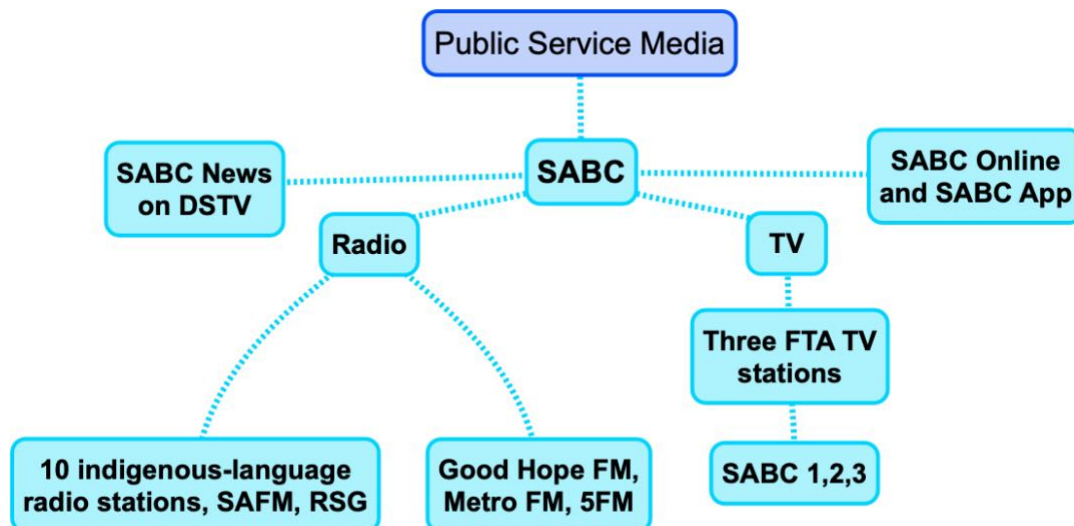 Public Service Media
SABC
SABC News
on DSTV
SABC Online
and SABC App
Radio
TV
Three FTA TV
stations
10 indigenous-language
radio stations, SAFM, RSG
Good Hope FM,
Metro FM, 5FM
SABC 1,2,3